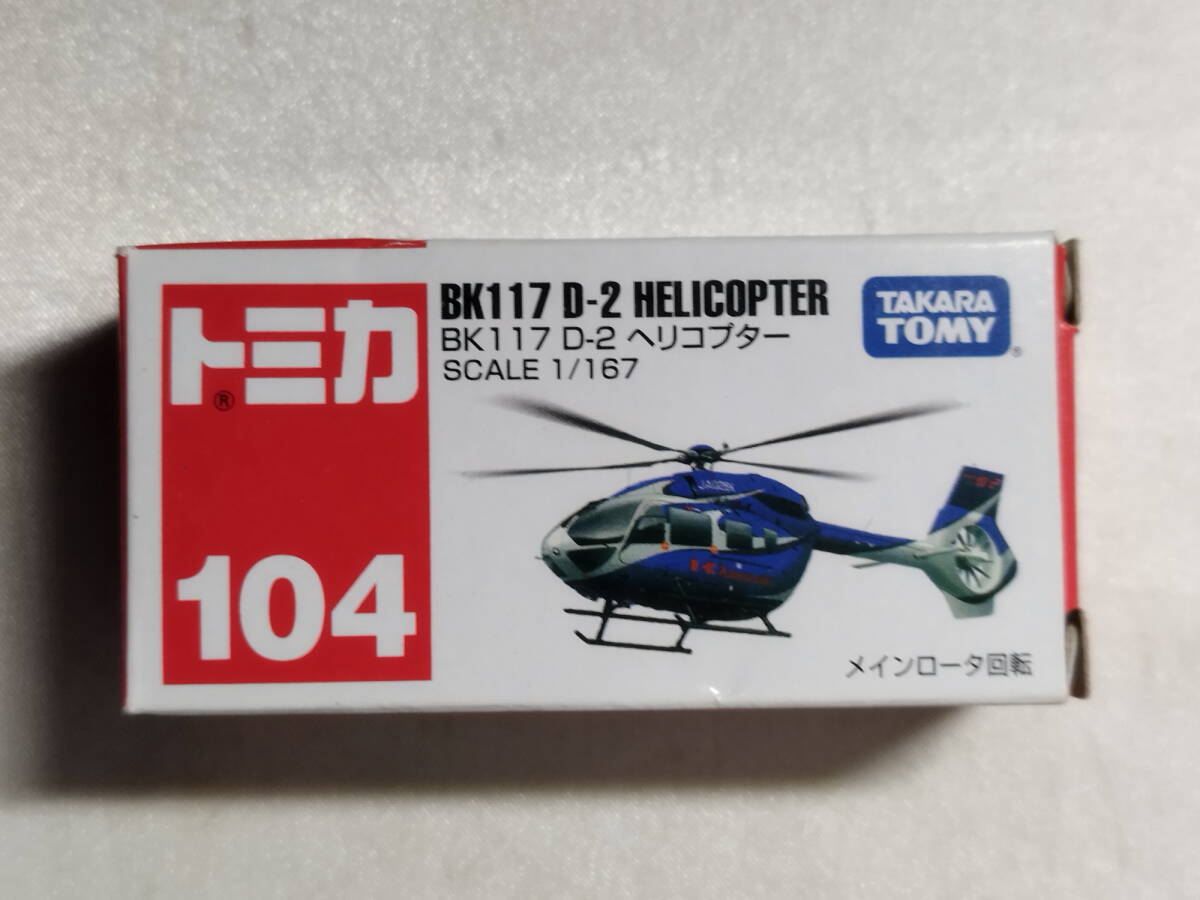 トミカ
®
104
BK117 D-2 HELICOPTER
BK117 D-2 ヘリコプター
SCALE 1/167
TAKARA
TOMY
®
K Kawasaki
メインロータ回転